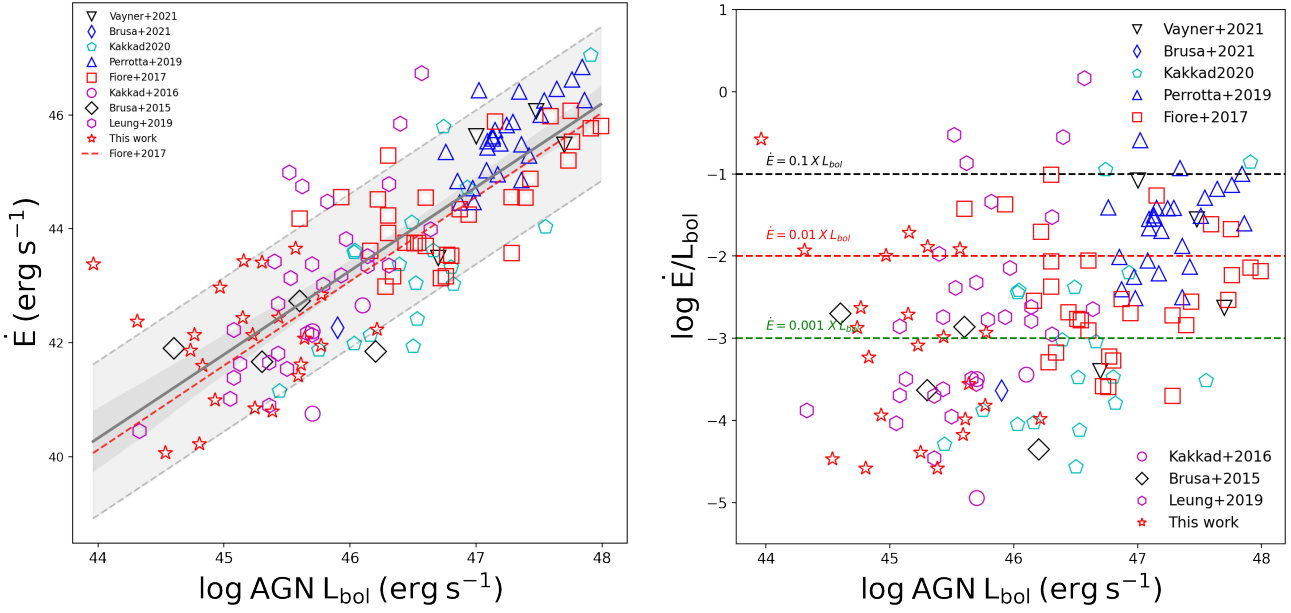 Vayner+2021
Brusa+2021
Kakkad2020
Perrotta+2019
Fiore+2017
Kakkad+2016
Brusa+2015
Leung+2019
This work
Fiore+2017
46
44
42
40
44
45
46
47
48
Ė (erg s⁻¹)
log AGN L_bol (erg s⁻¹)
Vayner+2021
Brusa+2021
Kakkad2020
Perrotta+2019
Fiore+2017
Ė = 0.1 X L_bol
Ė = 0.01 X L_bol
Ė = 0.001 X L_bol
Kakkad+2016
Brusa+2015
Leung+2019
This work
1
0
−1
−2
−3
−4
−5
44
45
46
47
48
log Ė/L_bol
log AGN L_bol (erg s⁻¹)